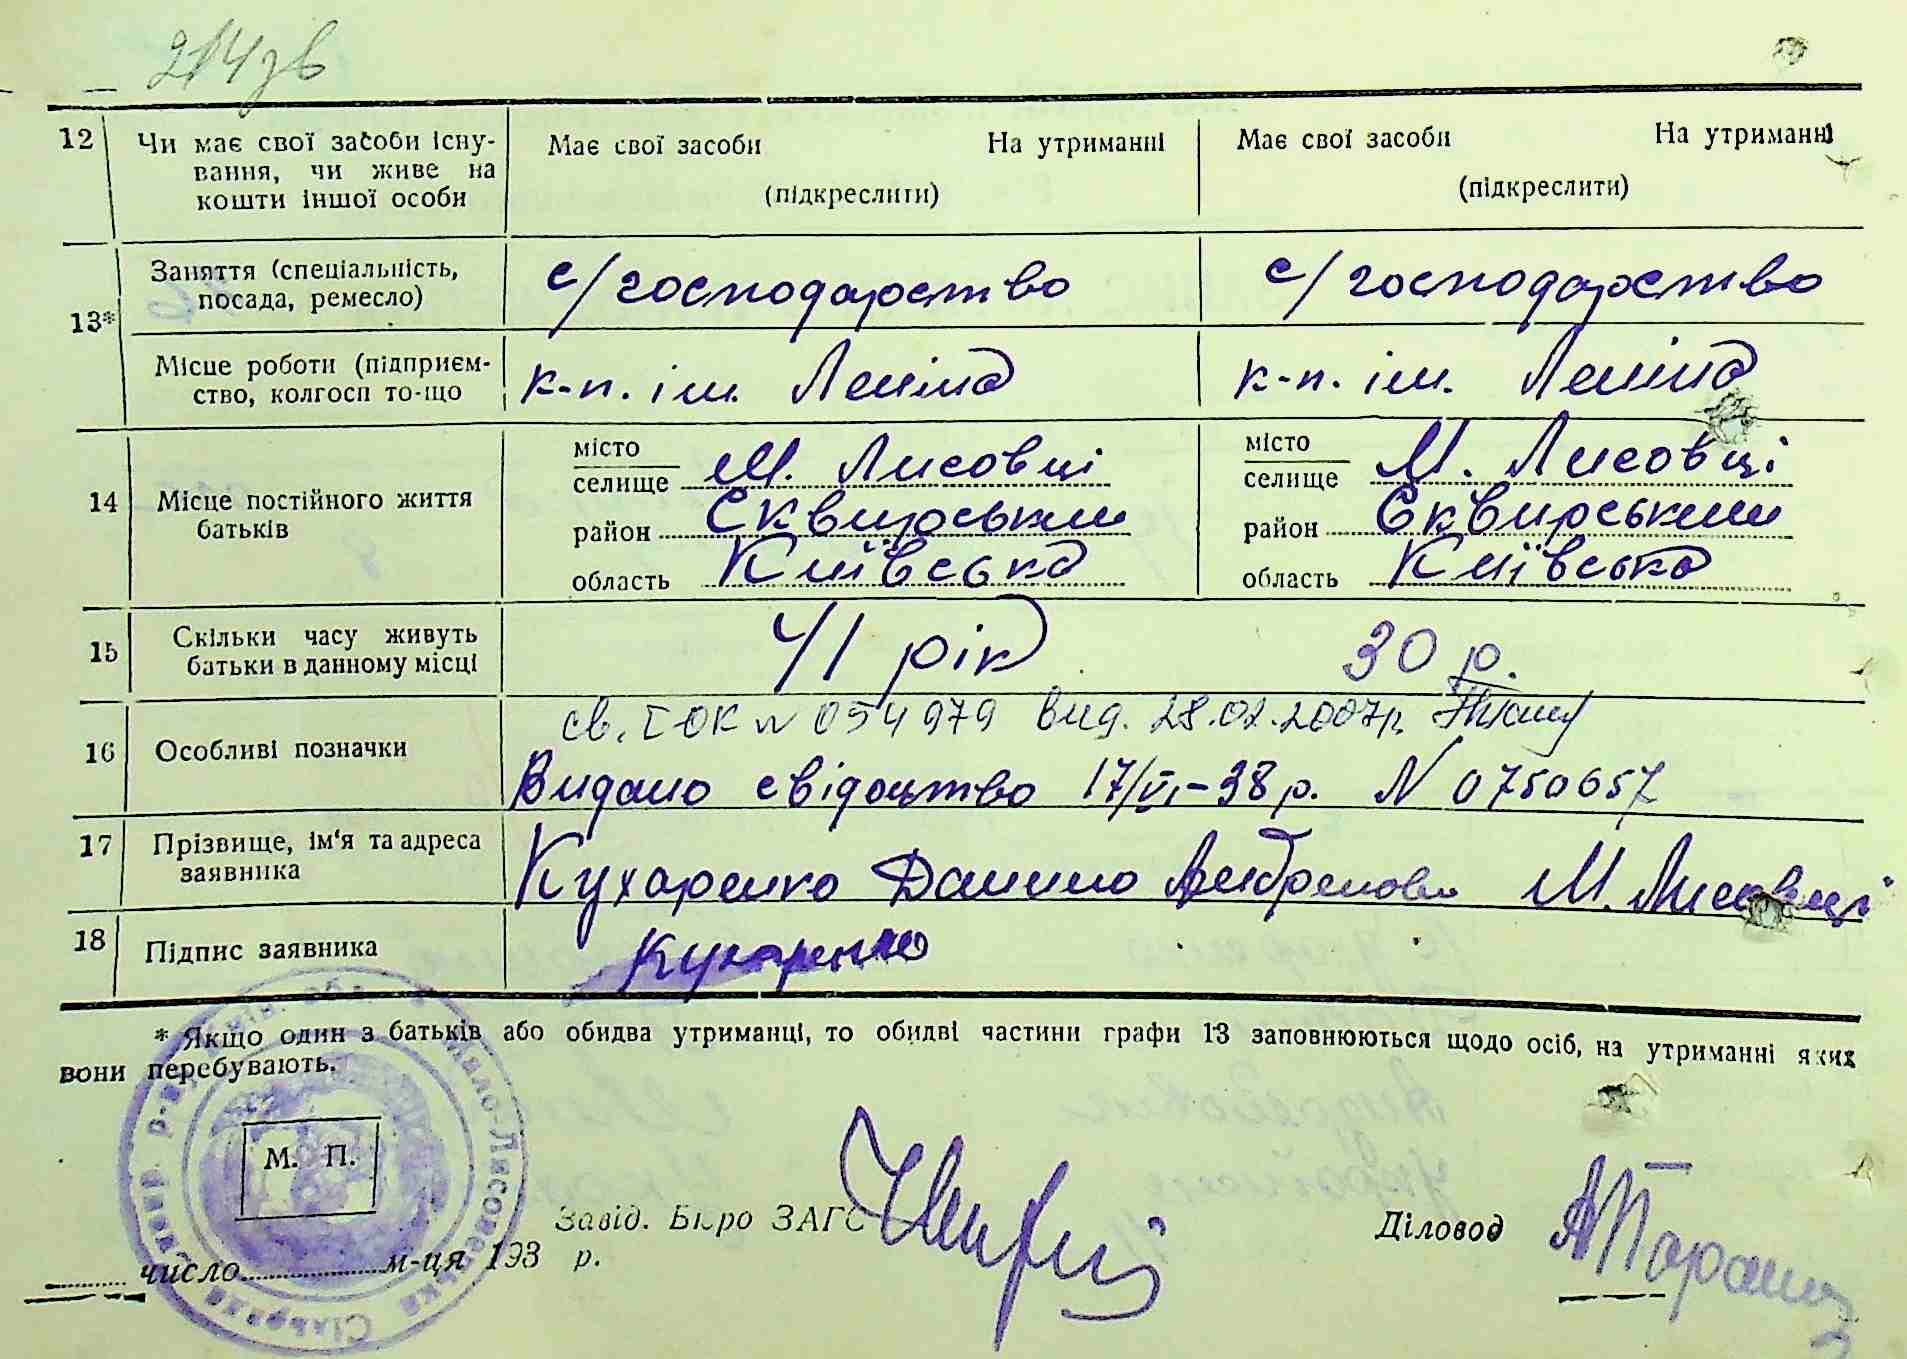 214зв
12 Чи має свої засоби існу-
вання, чи живе на
кошти іншої особи
Має свої засоби На утриманні
(підкреслити)
Має свої засоби На утриманні
(підкреслити)
13*
Заняття (спеціальність,
посада, ремесло)
с/господарство
с/господарство
Місце роботи (підприєм-
ство, колгосп то-що
к-п. ім. Леніна
к-п. ім. Леніна
14 Місце постійного життя
батьків
місто
селище М. Лисовці
район Сквирський
область Київська
місто
селище М. Лисовці
район Сквирський
область Київська
15 Скільки часу живуть
батьки в данному місці
41 рік
30 р.
16 Особливі позначки
св. І-ОК № 054979 вид. 28.02.2007р.
Видано свідоцтво 17/VI-38 р. N 0750657
17 Прізвище, ім'я та адреса
заявника
Кухаренко Данило М. Лисовці
18 Підпис заявника
Кухаренко
* Якщо один з батьків або обидва утриманці, то обидві частини графи 13 заповнюються щодо осіб, на утриманні яких
вони перебувають.
М. П.
Завід. Бюро ЗАГС
Діловод
число м-ця 193 р.